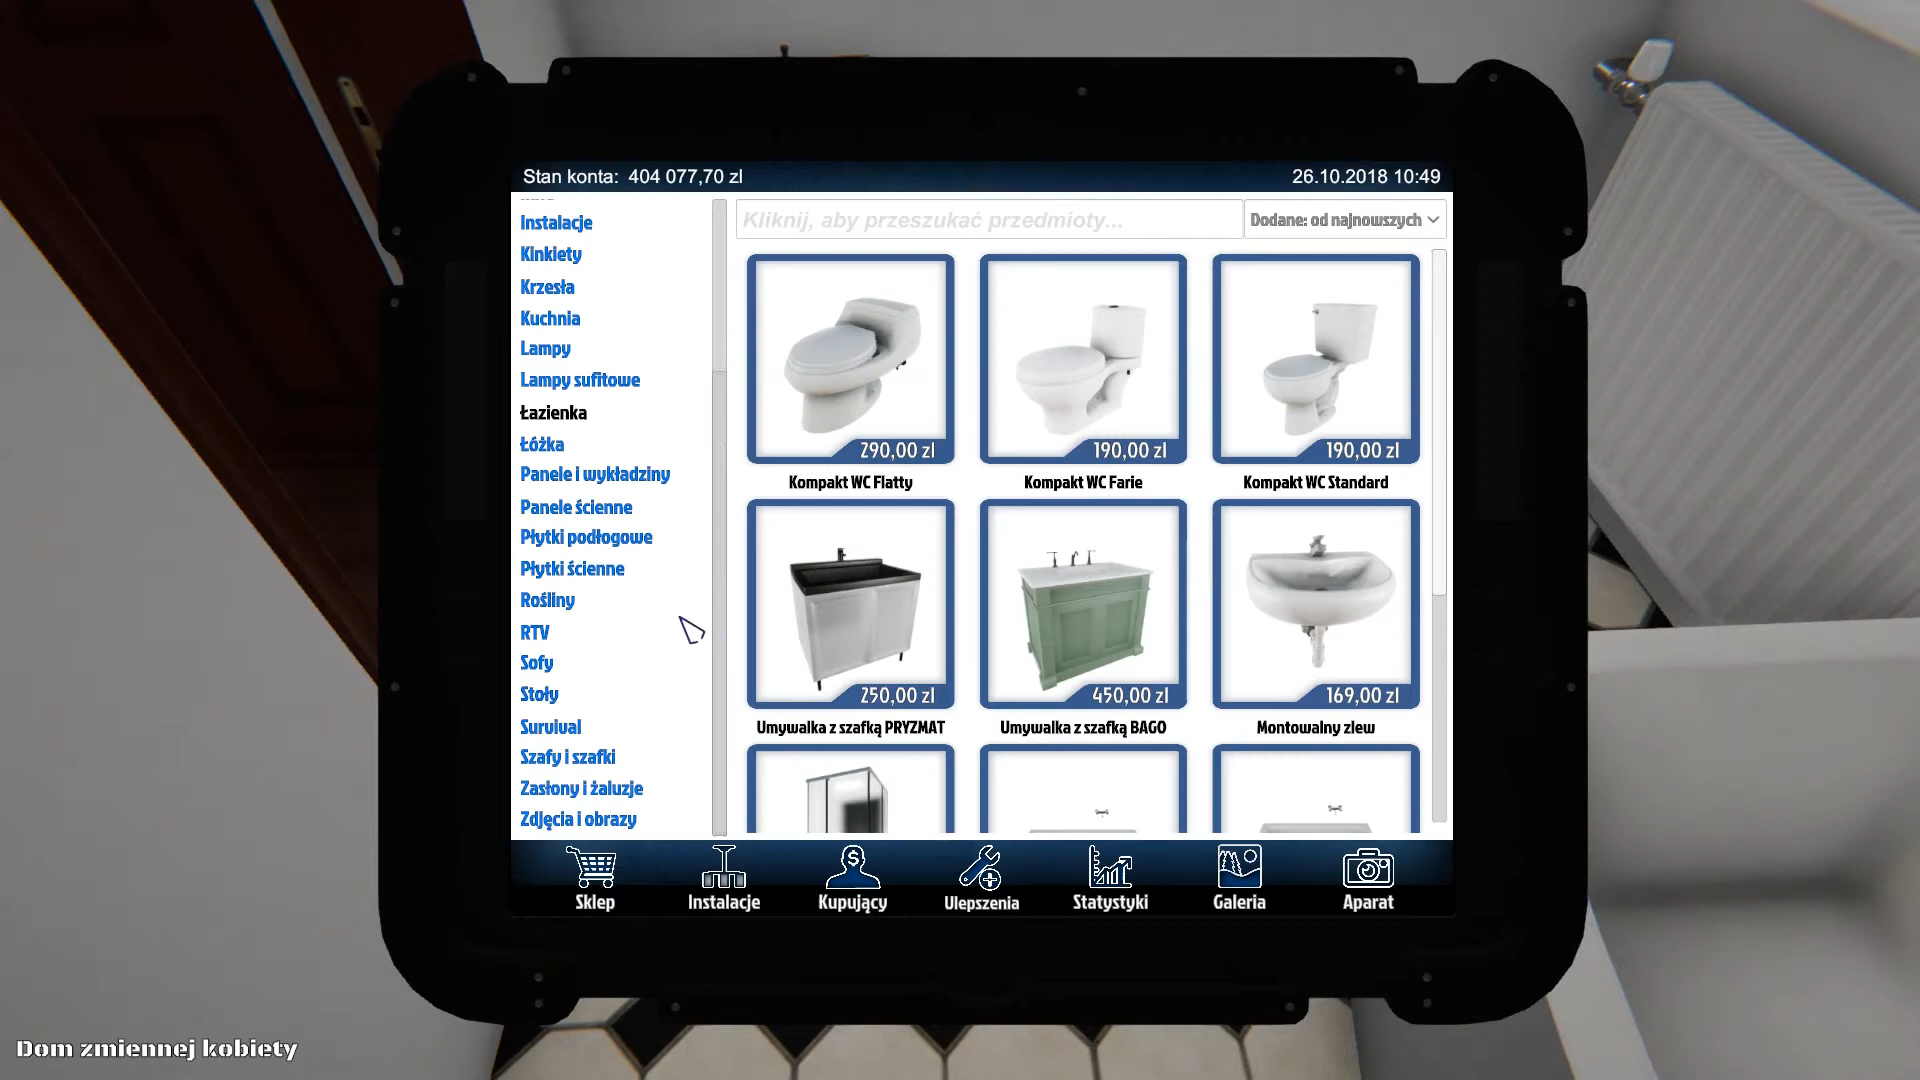 Stan konta: 404 077,70 zl
26.10.2018 10:49
Instalacje
Kinkiety
Krzesła
Kuchnia
Lampy
Lampy sufitowe
Łazienka
Łóżka
Panele i wykładziny
Panele ścienne
Płytki podłogowe
Płytki ścienne
Rośliny
RTV
Sofy
Stoły
Survival
Szafy i szafki
Zasłony i żaluzje
Zdjęcia i obrazy
Kliknij, aby przeszukać przedmioty...
Dodane: od najnowszych
290,00 zl
190,00 zl
190,00 zl
Kompakt WC Flatty
Kompakt WC Farie
Kompakt WC Standard
250,00 zl
450,00 zl
169,00 zl
Umywalka z szafką PRYZMAT
Umywalka z szafką BAGO
Montowalny zlew
Sklep
Instalacje
Kupujący
Ulepszenia
Statystyki
Galeria
Aparat
Dom zmiennej kobiety